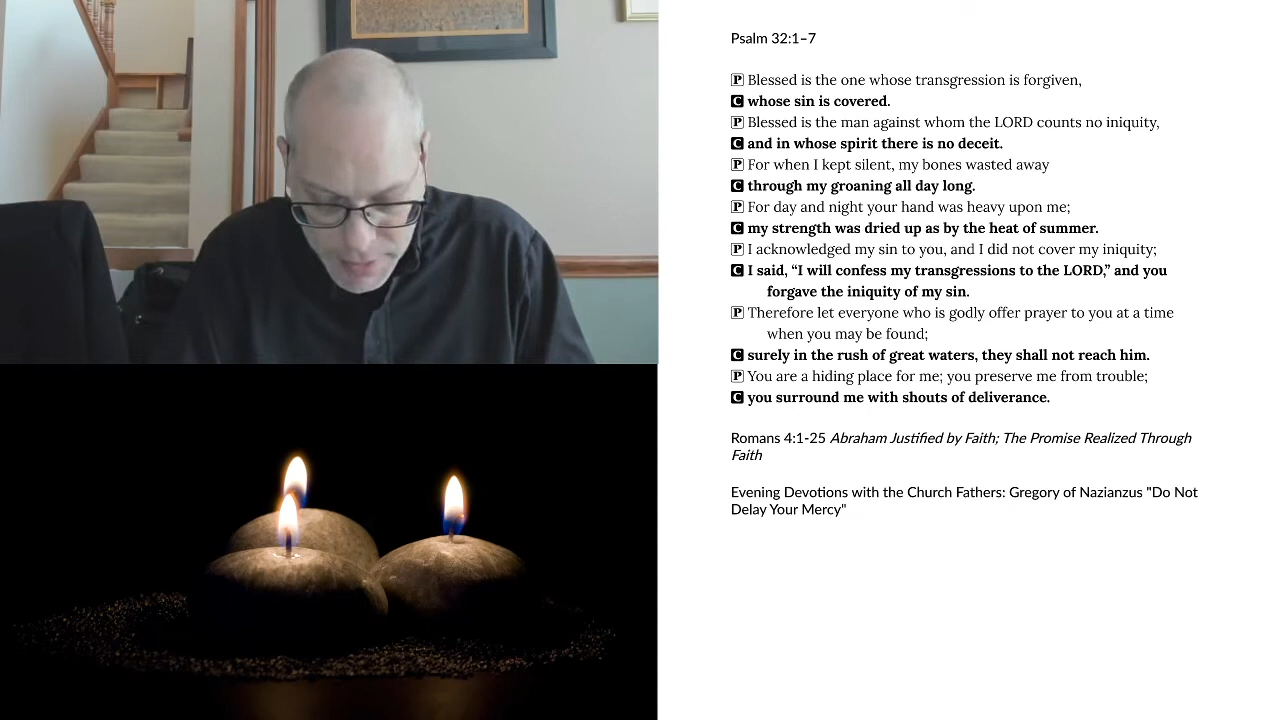 Psalm 32:1–7
P Blessed is the one whose transgression is forgiven,
C whose sin is covered.
P Blessed is the man against whom the LORD counts no iniquity,
C and in whose spirit there is no deceit.
P For when I kept silent, my bones wasted away
C through my groaning all day long.
P For day and night your hand was heavy upon me;
C my strength was dried up as by the heat of summer.
P I acknowledged my sin to you, and I did not cover my iniquity;
C I said, “I will confess my transgressions to the LORD,” and you
forgave the iniquity of my sin.
P Therefore let everyone who is godly offer prayer to you at a time
when you may be found;
C surely in the rush of great waters, they shall not reach him.
P You are a hiding place for me; you preserve me from trouble;
C you surround me with shouts of deliverance.
Romans 4:1-25 Abraham Justified by Faith; The Promise Realized Through
Faith
Evening Devotions with the Church Fathers: Gregory of Nazianzus "Do Not
Delay Your Mercy"